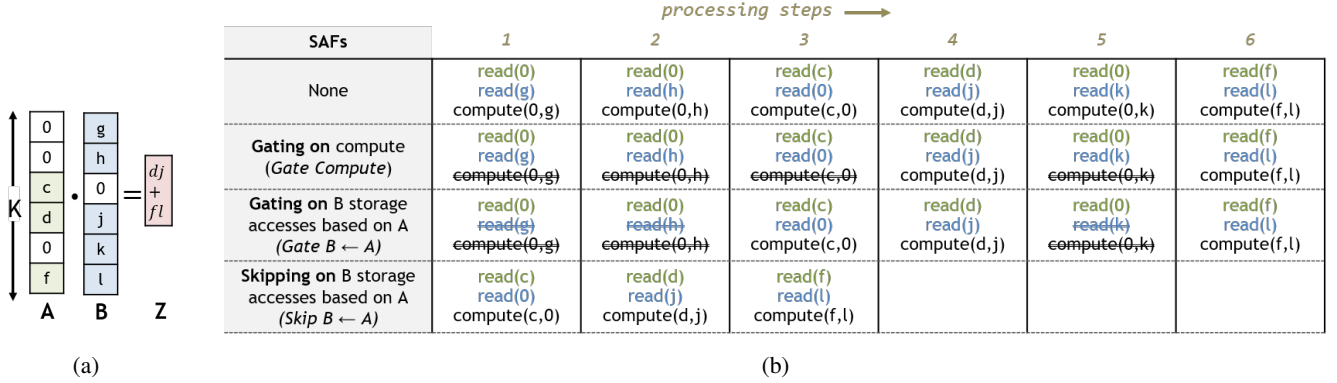 processing steps
SAFs 1 2 3 4 5 6
None
read(0) read(0) read(c) read(d) read(0) read(f)
read(g) read(h) read(0) read(j) read(k) read(l)
compute(0,g) compute(0,h) compute(c,0) compute(d,j) compute(0,k) compute(f,l)
Gating on compute
(Gate Compute)
read(0) read(0) read(c) read(d) read(0) read(f)
read(g) read(h) read(0) read(j) read(k) read(l)
compute(0,g) compute(0,h) compute(c,0) compute(d,j) compute(0,k) compute(f,l)
Gating on B storage
accesses based on A
(Gate B ← A)
read(0) read(0) read(c) read(d) read(0) read(f)
read(g) read(h) read(0) read(j) read(k) read(l)
compute(0,g) compute(0,h) compute(c,0) compute(d,j) compute(0,k) compute(f,l)
Skipping on B storage
accesses based on A
(Skip B ← A)
read(c) read(d) read(f)
read(0) read(j) read(l)
compute(c,0) compute(d,j) compute(f,l)
K
0
0
c
d
0
f
A
•
g
h
0
j
k
l
B
=
dj
+
fl
Z
(a)
(b)